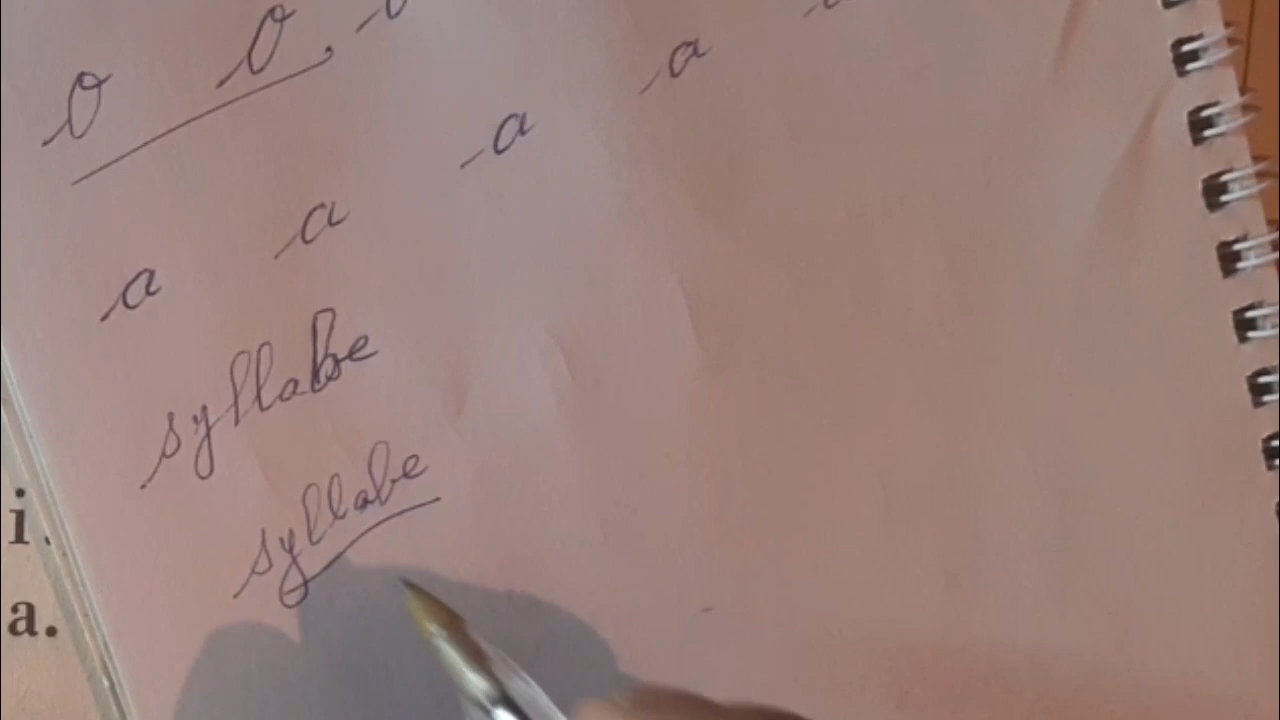 o o o
a a a a a
syllabe
syllabe
i.
a.